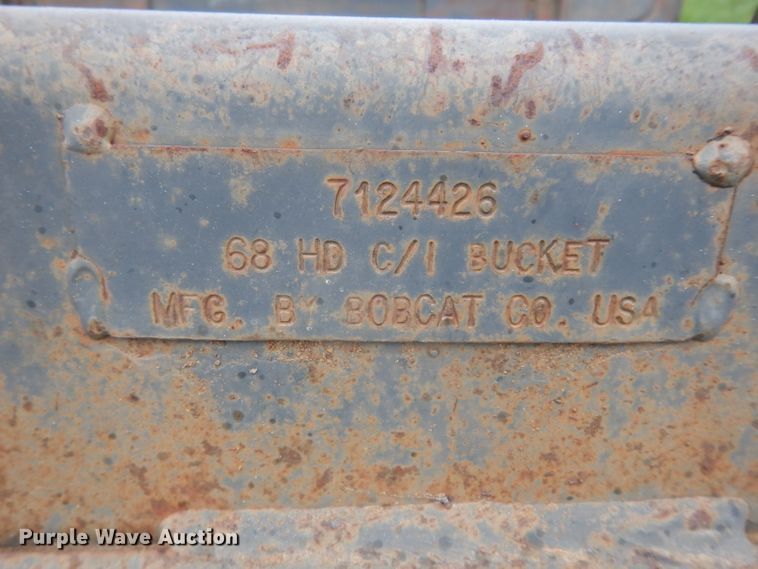 7124426
68 HD C/I BUCKET
MFG. BY BOBCAT CO. USA
Purple Wave Auction®